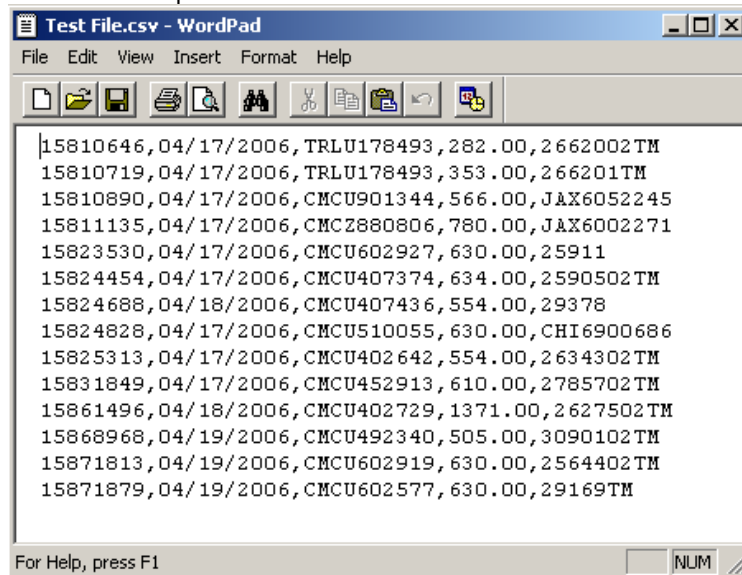 Test File.csv - WordPad
File Edit View Insert Format Help
15810646,04/17/2006,TRLU178493,282.00,2662002TM
15810719,04/17/2006,TRLU178493,353.00,266201TM
15810890,04/17/2006,CMCU901344,566.00,JAX6052245
15811135,04/17/2006,CMCZ880806,780.00,JAX6002271
15823530,04/17/2006,CMCU602927,630.00,25911
15824454,04/17/2006,CMCU407374,634.00,2590502TM
15824688,04/18/2006,CMCU407436,554.00,29378
15824828,04/17/2006,CMCU510055,630.00,CHI6900686
15825313,04/17/2006,CMCU402642,554.00,2634302TM
15831849,04/17/2006,CMCU452913,610.00,2785702TM
15861496,04/18/2006,CMCU402729,1371.00,2627502TM
15868968,04/19/2006,CMCU492340,505.00,3090102TM
15871813,04/19/2006,CMCU602919,630.00,2564402TM
15871879,04/19/2006,CMCU602577,630.00,29169TM
For Help, press F1 NUM